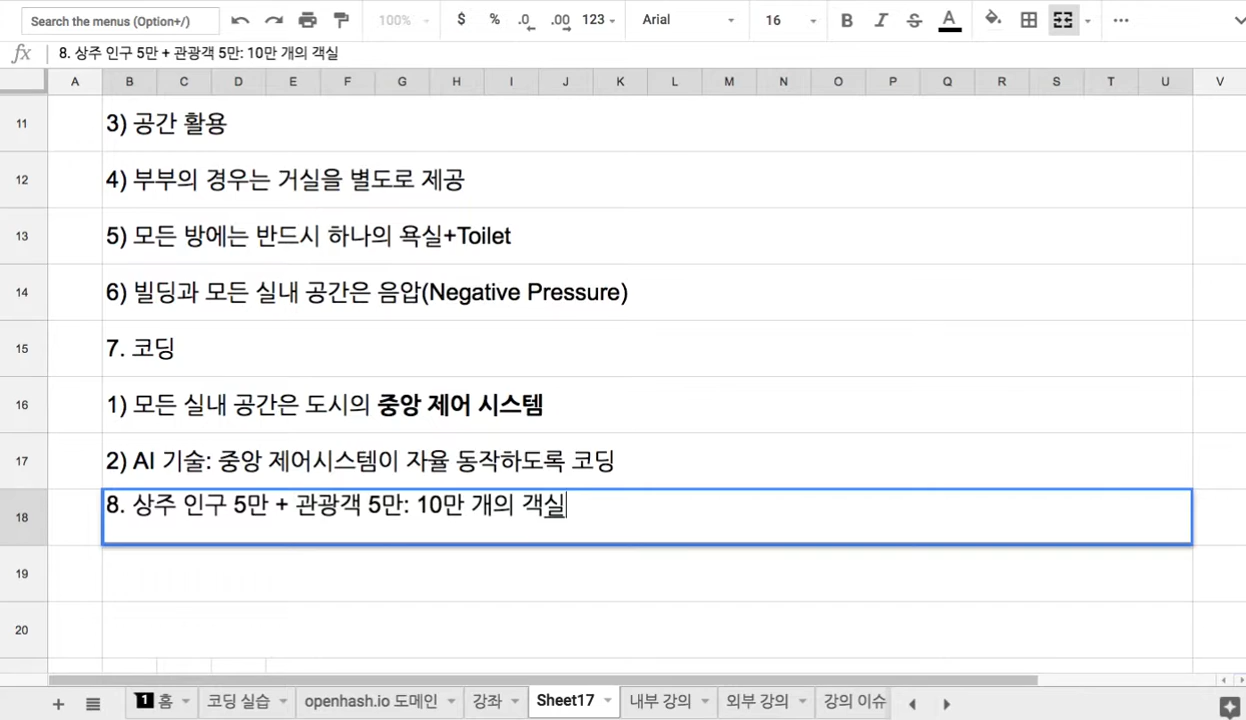 Search the menus (Option+/) 100% $ % .0 .00 123 Arial 16 B I S A
fx 8. 상주 인구 5만 + 관광객 5만: 10만 개의 객실
A B C D E F G H I J K L M N O P Q R S T U V
11 3) 공간 활용
12 4) 부부의 경우는 거실을 별도로 제공
13 5) 모든 방에는 반드시 하나의 욕실+Toilet
14 6) 빌딩과 모든 실내 공간은 음압(Negative Pressure)
15 7. 코딩
16 1) 모든 실내 공간은 도시의 중앙 제어 시스템
17 2) AI 기술: 중앙 제어시스템이 자율 동작하도록 코딩
18 8. 상주 인구 5만 + 관광객 5만: 10만 개의 객실
19
20
1 홈 코딩 실습 openhash.io 도메인 강좌 Sheet17 내부 강의 외부 강의 강의 이슈